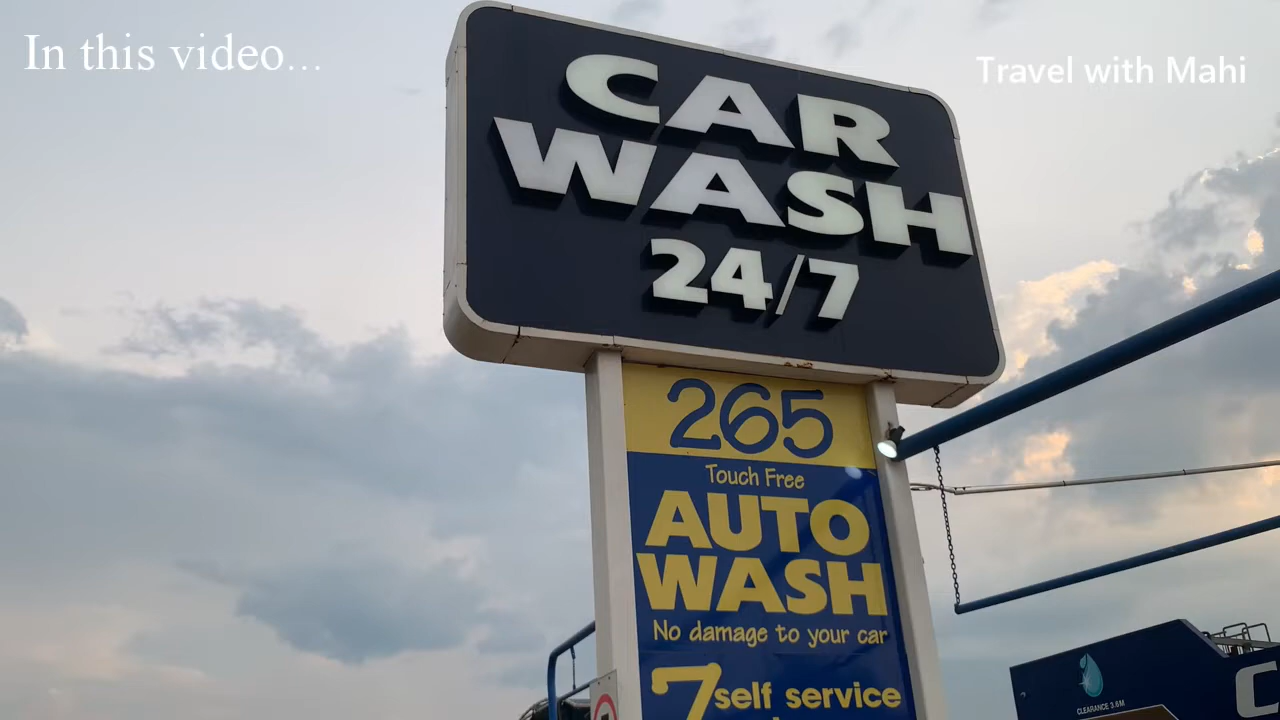 In this video...
Travel with Mahi
CAR
WASH
24/7
265
Touch Free
AUTO
WASH
No damage to your car
7 self service
CLEARANCE 3.6M
C